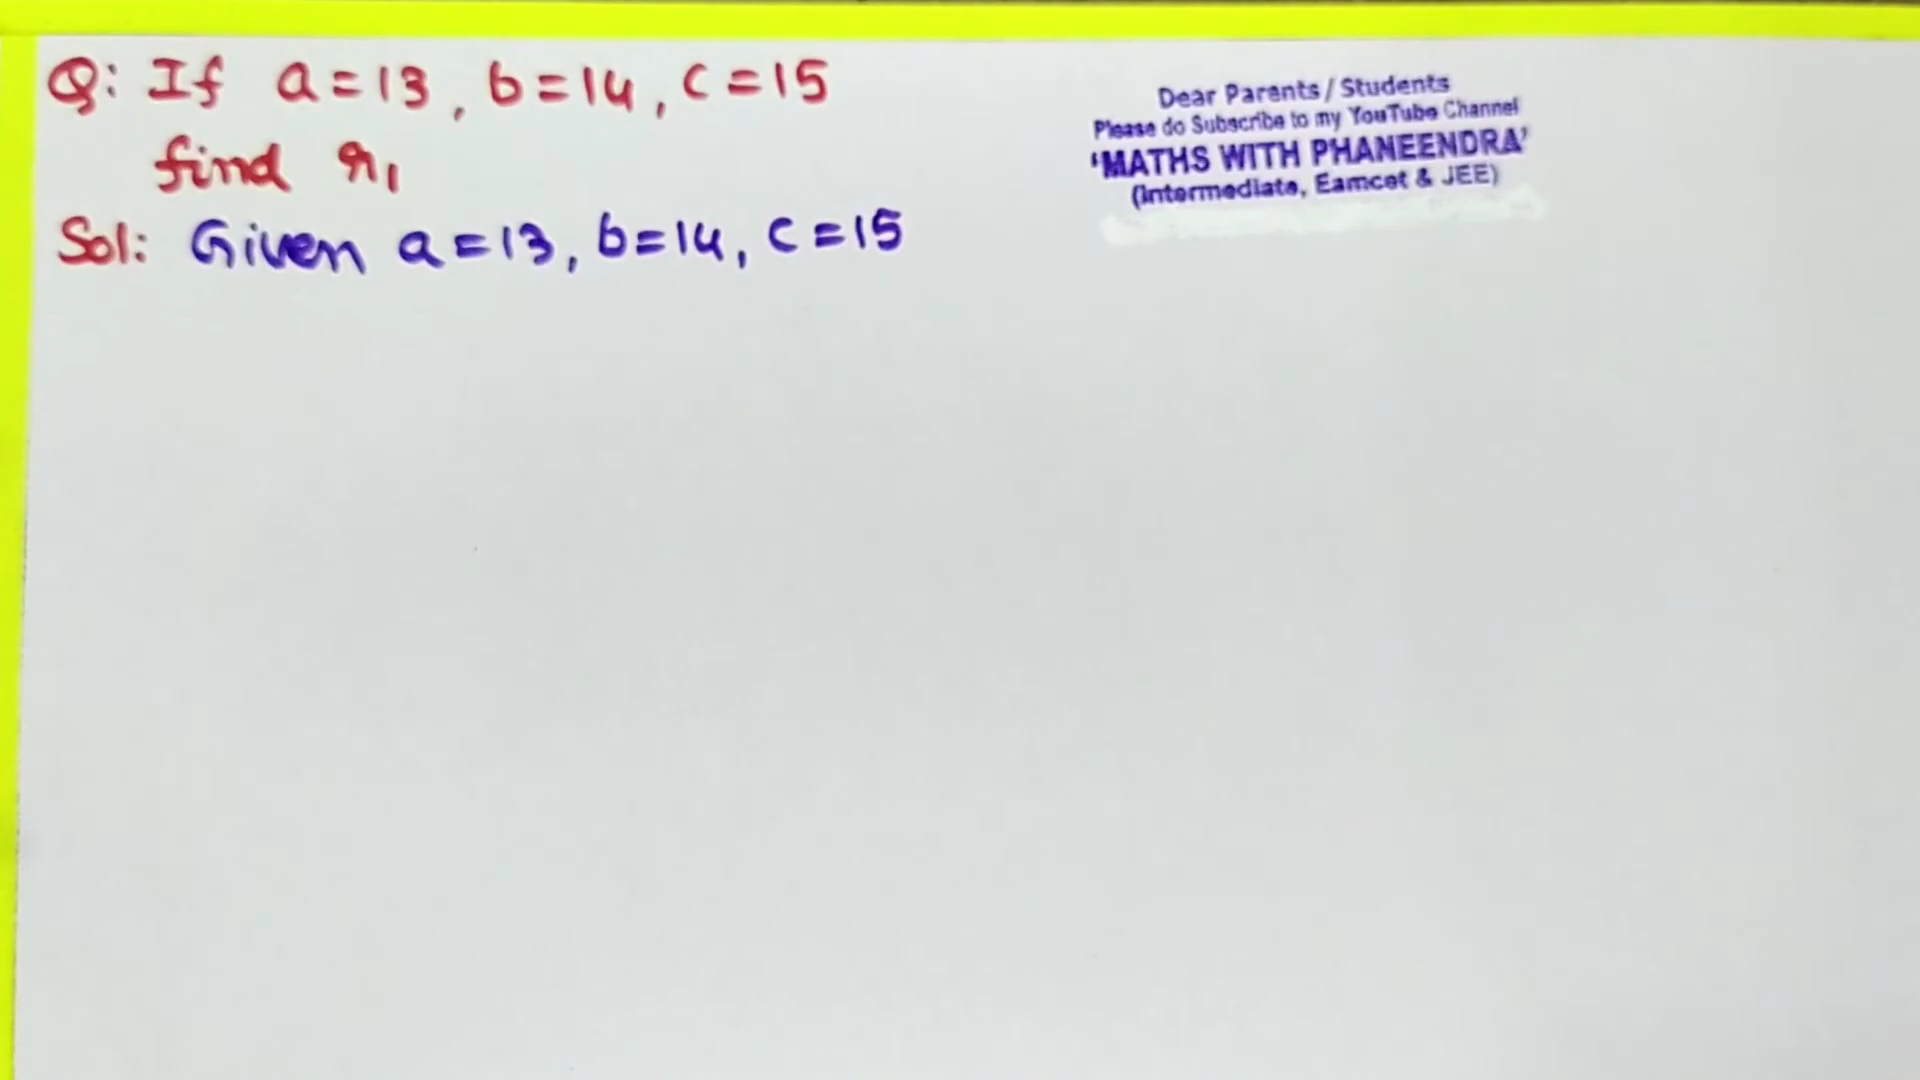 Q: If a=13, b=14, c=15
find r₁
Sol: Given a=13, b=14, c=15
Dear Parents / Students
Please do Subscribe to my YouTube Channel
'MATHS WITH PHANEENDRA'
(Intermediate, Eamcet & JEE)